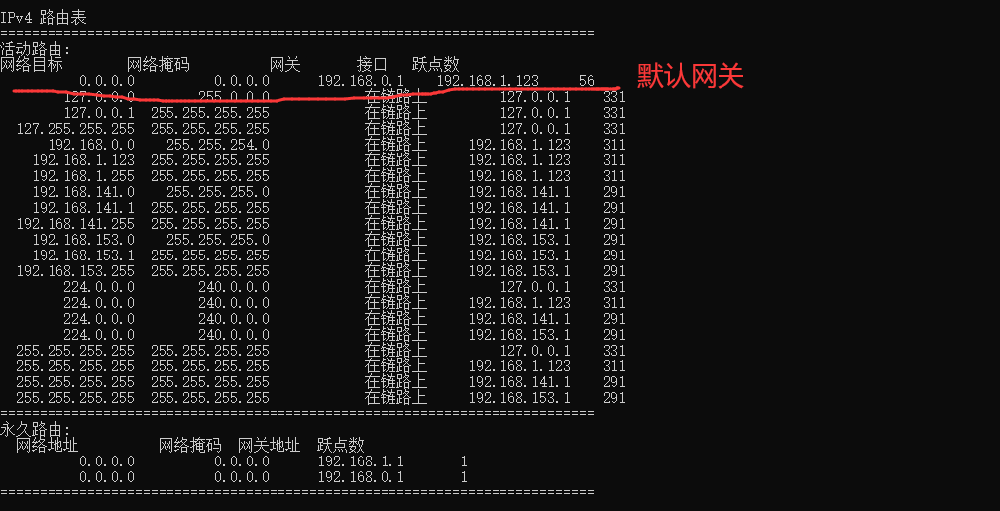 IPv4 路由表
===========================================================================
活动路由:
网络目标        网络掩码          网关       接口   跃点数
0.0.0.0          0.0.0.0      192.168.0.1    192.168.1.123     56
默认网关
127.0.0.0        255.0.0.0            在链路上         127.0.0.1    331
127.0.0.1  255.255.255.255            在链路上         127.0.0.1    331
127.255.255.255  255.255.255.255            在链路上         127.0.0.1    331
192.168.0.0    255.255.254.0            在链路上     192.168.1.123    311
192.168.1.123  255.255.255.255            在链路上     192.168.1.123    311
192.168.1.255  255.255.255.255            在链路上     192.168.1.123    311
192.168.141.0    255.255.255.0            在链路上     192.168.141.1    291
192.168.141.1  255.255.255.255            在链路上     192.168.141.1    291
192.168.141.255  255.255.255.255            在链路上     192.168.141.1    291
192.168.153.0    255.255.255.0            在链路上     192.168.153.1    291
192.168.153.1  255.255.255.255            在链路上     192.168.153.1    291
192.168.153.255  255.255.255.255            在链路上     192.168.153.1    291
224.0.0.0        240.0.0.0            在链路上         127.0.0.1    331
224.0.0.0        240.0.0.0            在链路上     192.168.1.123    311
224.0.0.0        240.0.0.0            在链路上     192.168.141.1    291
224.0.0.0        240.0.0.0            在链路上     192.168.153.1    291
255.255.255.255  255.255.255.255            在链路上         127.0.0.1    331
255.255.255.255  255.255.255.255            在链路上     192.168.1.123    311
255.255.255.255  255.255.255.255            在链路上     192.168.141.1    291
255.255.255.255  255.255.255.255            在链路上     192.168.153.1    291
===========================================================================
永久路由:
网络地址          网络掩码  网关地址  跃点数
0.0.0.0          0.0.0.0      192.168.1.1       1
0.0.0.0          0.0.0.0      192.168.0.1       1
===========================================================================